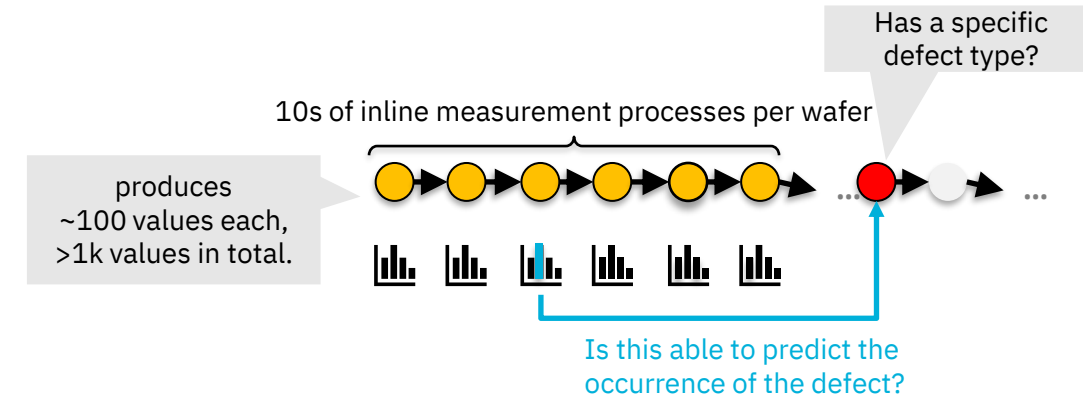 Has a specific
defect type?
10s of inline measurement processes per wafer
produces
~100 values each,
>1k values in total.
...
...
Is this able to predict the
occurrence of the defect?